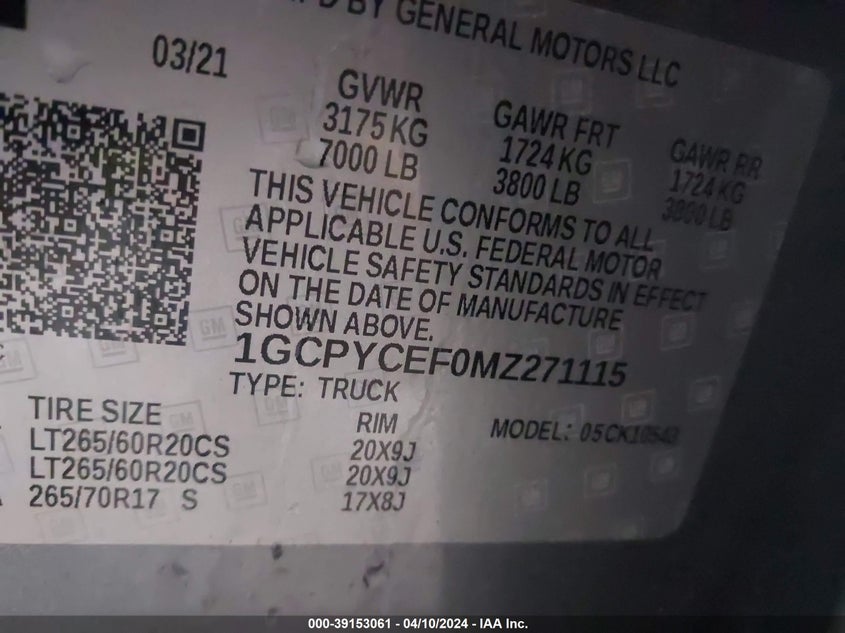 BY GENERAL MOTORS LLC
03/21
GVWR
3175 KG
7000 LB
GAWR FRT
1724 KG
3800 LB
GAWR RR
1724 KG
3800 LB
THIS VEHICLE CONFORMS TO ALL
APPLICABLE U.S. FEDERAL MOTOR
VEHICLE SAFETY STANDARDS IN EFFECT
ON THE DATE OF MANUFACTURE
SHOWN ABOVE.
1GCPYCEF0MZ271115
TYPE: TRUCK
TIRE SIZE RIM
MODEL: 05CK10543
LT265/60R20CS 20X9J
LT265/60R20CS 20X9J
265/70R17 S 17X8J
000-39153061 - 04/10/2024 - IAA Inc.